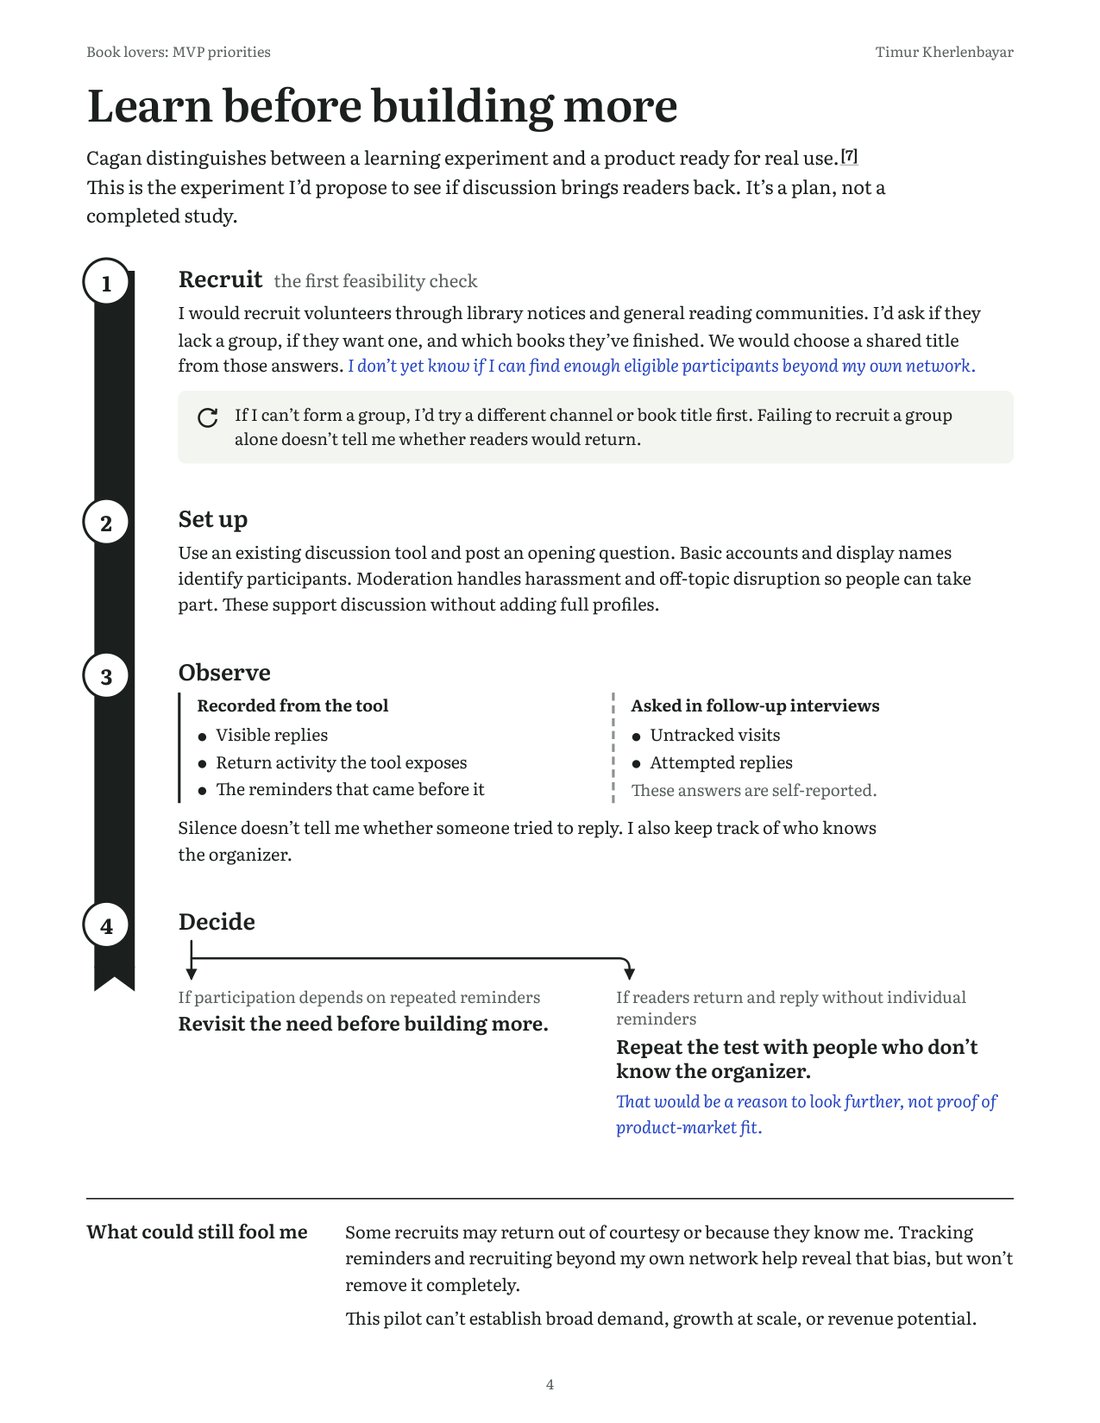 Book lovers: MVP priorities
Timur Kherlenbayar
Learn before building more
Cagan distinguishes between a learning experiment and a product ready for real use.[7]
This is the experiment I’d propose to see if discussion brings readers back. It’s a plan, not a
completed study.
1
Recruit the first feasibility check
I would recruit volunteers through library notices and general reading communities. I’d ask if they
lack a group, if they want one, and which books they’ve finished. We would choose a shared title
from those answers. I don’t yet know if I can find enough eligible participants beyond my own network.
If I can’t form a group, I’d try a different channel or book title first. Failing to recruit a group
alone doesn’t tell me whether readers would return.
2
Set up
Use an existing discussion tool and post an opening question. Basic accounts and display names
identify participants. Moderation handles harassment and off-topic disruption so people can take
part. These support discussion without adding full profiles.
3
Observe
Recorded from the tool
● Visible replies
● Return activity the tool exposes
● The reminders that came before it
Asked in follow-up interviews
● Untracked visits
● Attempted replies
These answers are self-reported.
Silence doesn’t tell me whether someone tried to reply. I also keep track of who knows
the organizer.
4
Decide
If participation depends on repeated reminders
Revisit the need before building more.
If readers return and reply without individual
reminders
Repeat the test with people who don’t
know the organizer.
That would be a reason to look further, not proof of
product-market fit.
What could still fool me
Some recruits may return out of courtesy or because they know me. Tracking
reminders and recruiting beyond my own network help reveal that bias, but won’t
remove it completely.
This pilot can’t establish broad demand, growth at scale, or revenue potential.
4